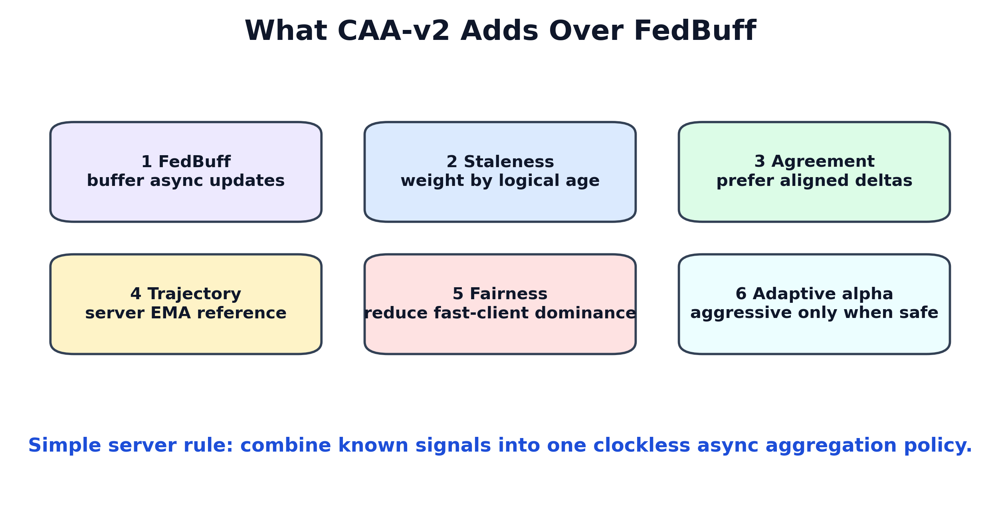 What CAA-v2 Adds Over FedBuff
1 FedBuff
buffer async updates
2 Staleness
weight by logical age
3 Agreement
prefer aligned deltas
4 Trajectory
server EMA reference
5 Fairness
reduce fast-client dominance
6 Adaptive alpha
aggressive only when safe
Simple server rule: combine known signals into one clockless async aggregation policy.